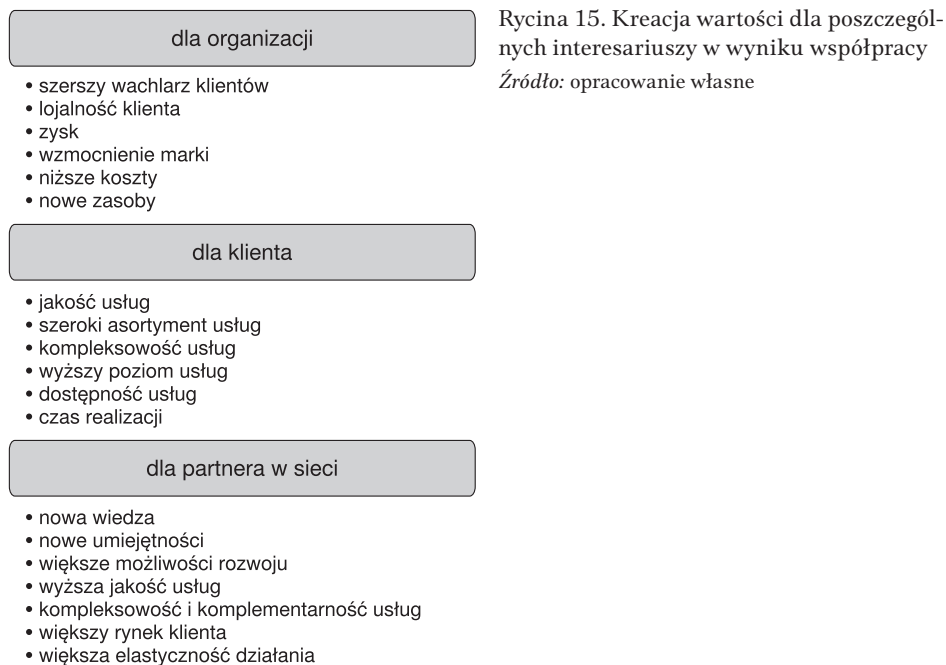 dla organizacji
• szerszy wachlarz klientów
• lojalność klienta
• zysk
• wzmocnienie marki
• niższe koszty
• nowe zasoby
dla klienta
• jakość usług
• szeroki asortyment usług
• kompleksowość usług
• wyższy poziom usług
• dostępność usług
• czas realizacji
dla partnera w sieci
• nowa wiedza
• nowe umiejętności
• większe możliwości rozwoju
• wyższa jakość usług
• kompleksowość i komplementarność usług
• większy rynek klienta
• większa elastyczność działania
Rycina 15. Kreacja wartości dla poszczegól-
nych interesariuszy w wyniku współpracy
Źródło: opracowanie własne